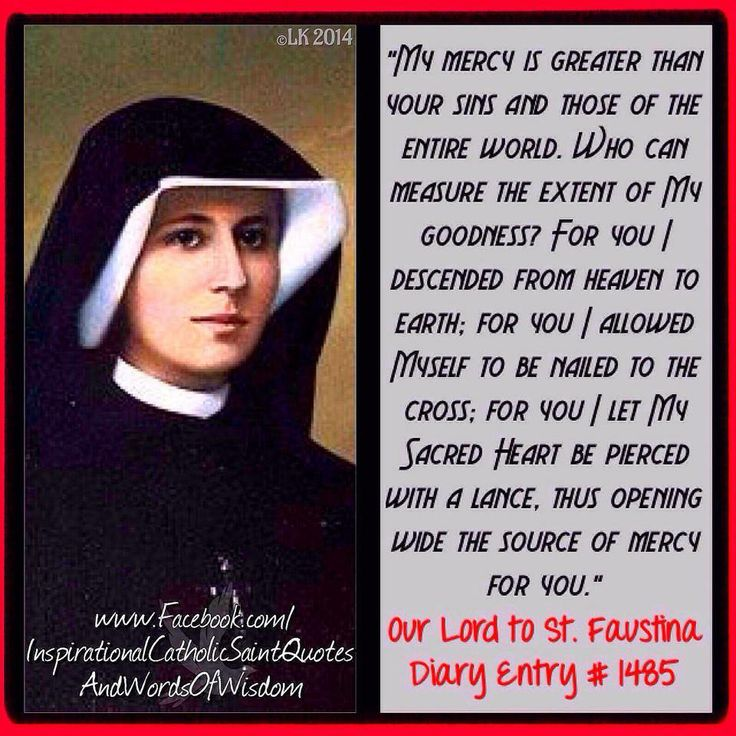 ©LK 2014
www.Facebook.com/
InspirationalCatholicSaintQuotes
AndWordsOfWisdom
"My mercy is greater than
your sins and those of the
entire world. Who can
measure the extent of My
goodness? For you I
descended from heaven to
earth; for you I allowed
Myself to be nailed to the
cross; for you I let My
Sacred Heart be pierced
with a lance, thus opening
wide the source of mercy
for you."
Our Lord to St. Faustina
Diary Entry # 1485